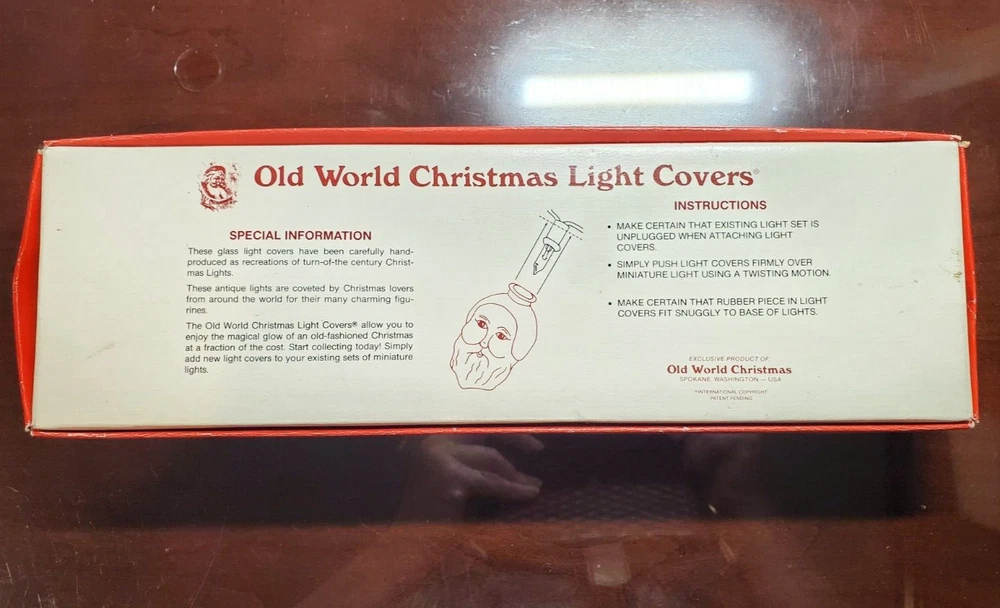 Old World Christmas Light Covers®
SPECIAL INFORMATION
These glass light covers have been carefully hand-
produced as recreations of turn-of-the century Christ-
mas Lights.
These antique lights are coveted by Christmas lovers
from around the world for their many charming figu-
rines.
The Old World Christmas Light Covers® allow you to
enjoy the magical glow of an old-fashioned Christmas
at a fraction of the cost. Start collecting today! Simply
add new light covers to your existing sets of miniature
lights.
INSTRUCTIONS
• MAKE CERTAIN THAT EXISTING LIGHT SET IS
UNPLUGGED WHEN ATTACHING LIGHT
COVERS.
• SIMPLY PUSH LIGHT COVERS FIRMLY OVER
MINIATURE LIGHT USING A TWISTING MOTION.
• MAKE CERTAIN THAT RUBBER PIECE IN LIGHT
COVERS FIT SNUGGLY TO BASE OF LIGHTS.
EXCLUSIVE PRODUCT OF:
Old World Christmas
SPOKANE, WASHINGTON — USA
*INTERNATIONAL COPYRIGHT
PATENT PENDING